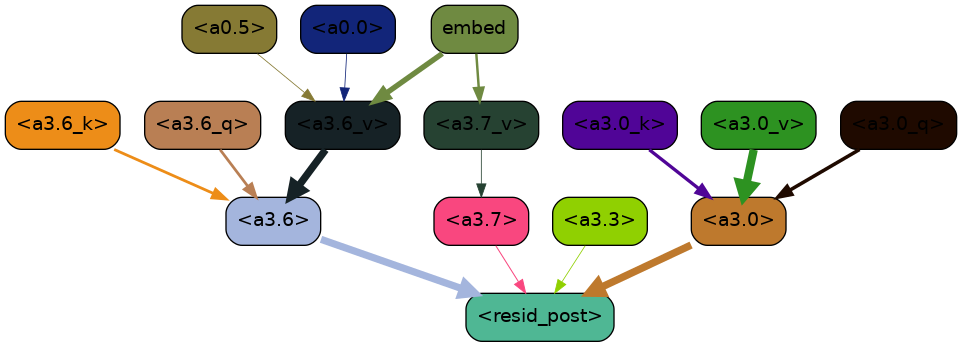 <a0.5> <a0.0> embed
<a3.6_k> <a3.6_q> <a3.6_v> <a3.7_v> <a3.0_k> <a3.0_v> <a3.0_q>
<a3.6> <a3.7> <a3.3> <a3.0>
<resid_post>